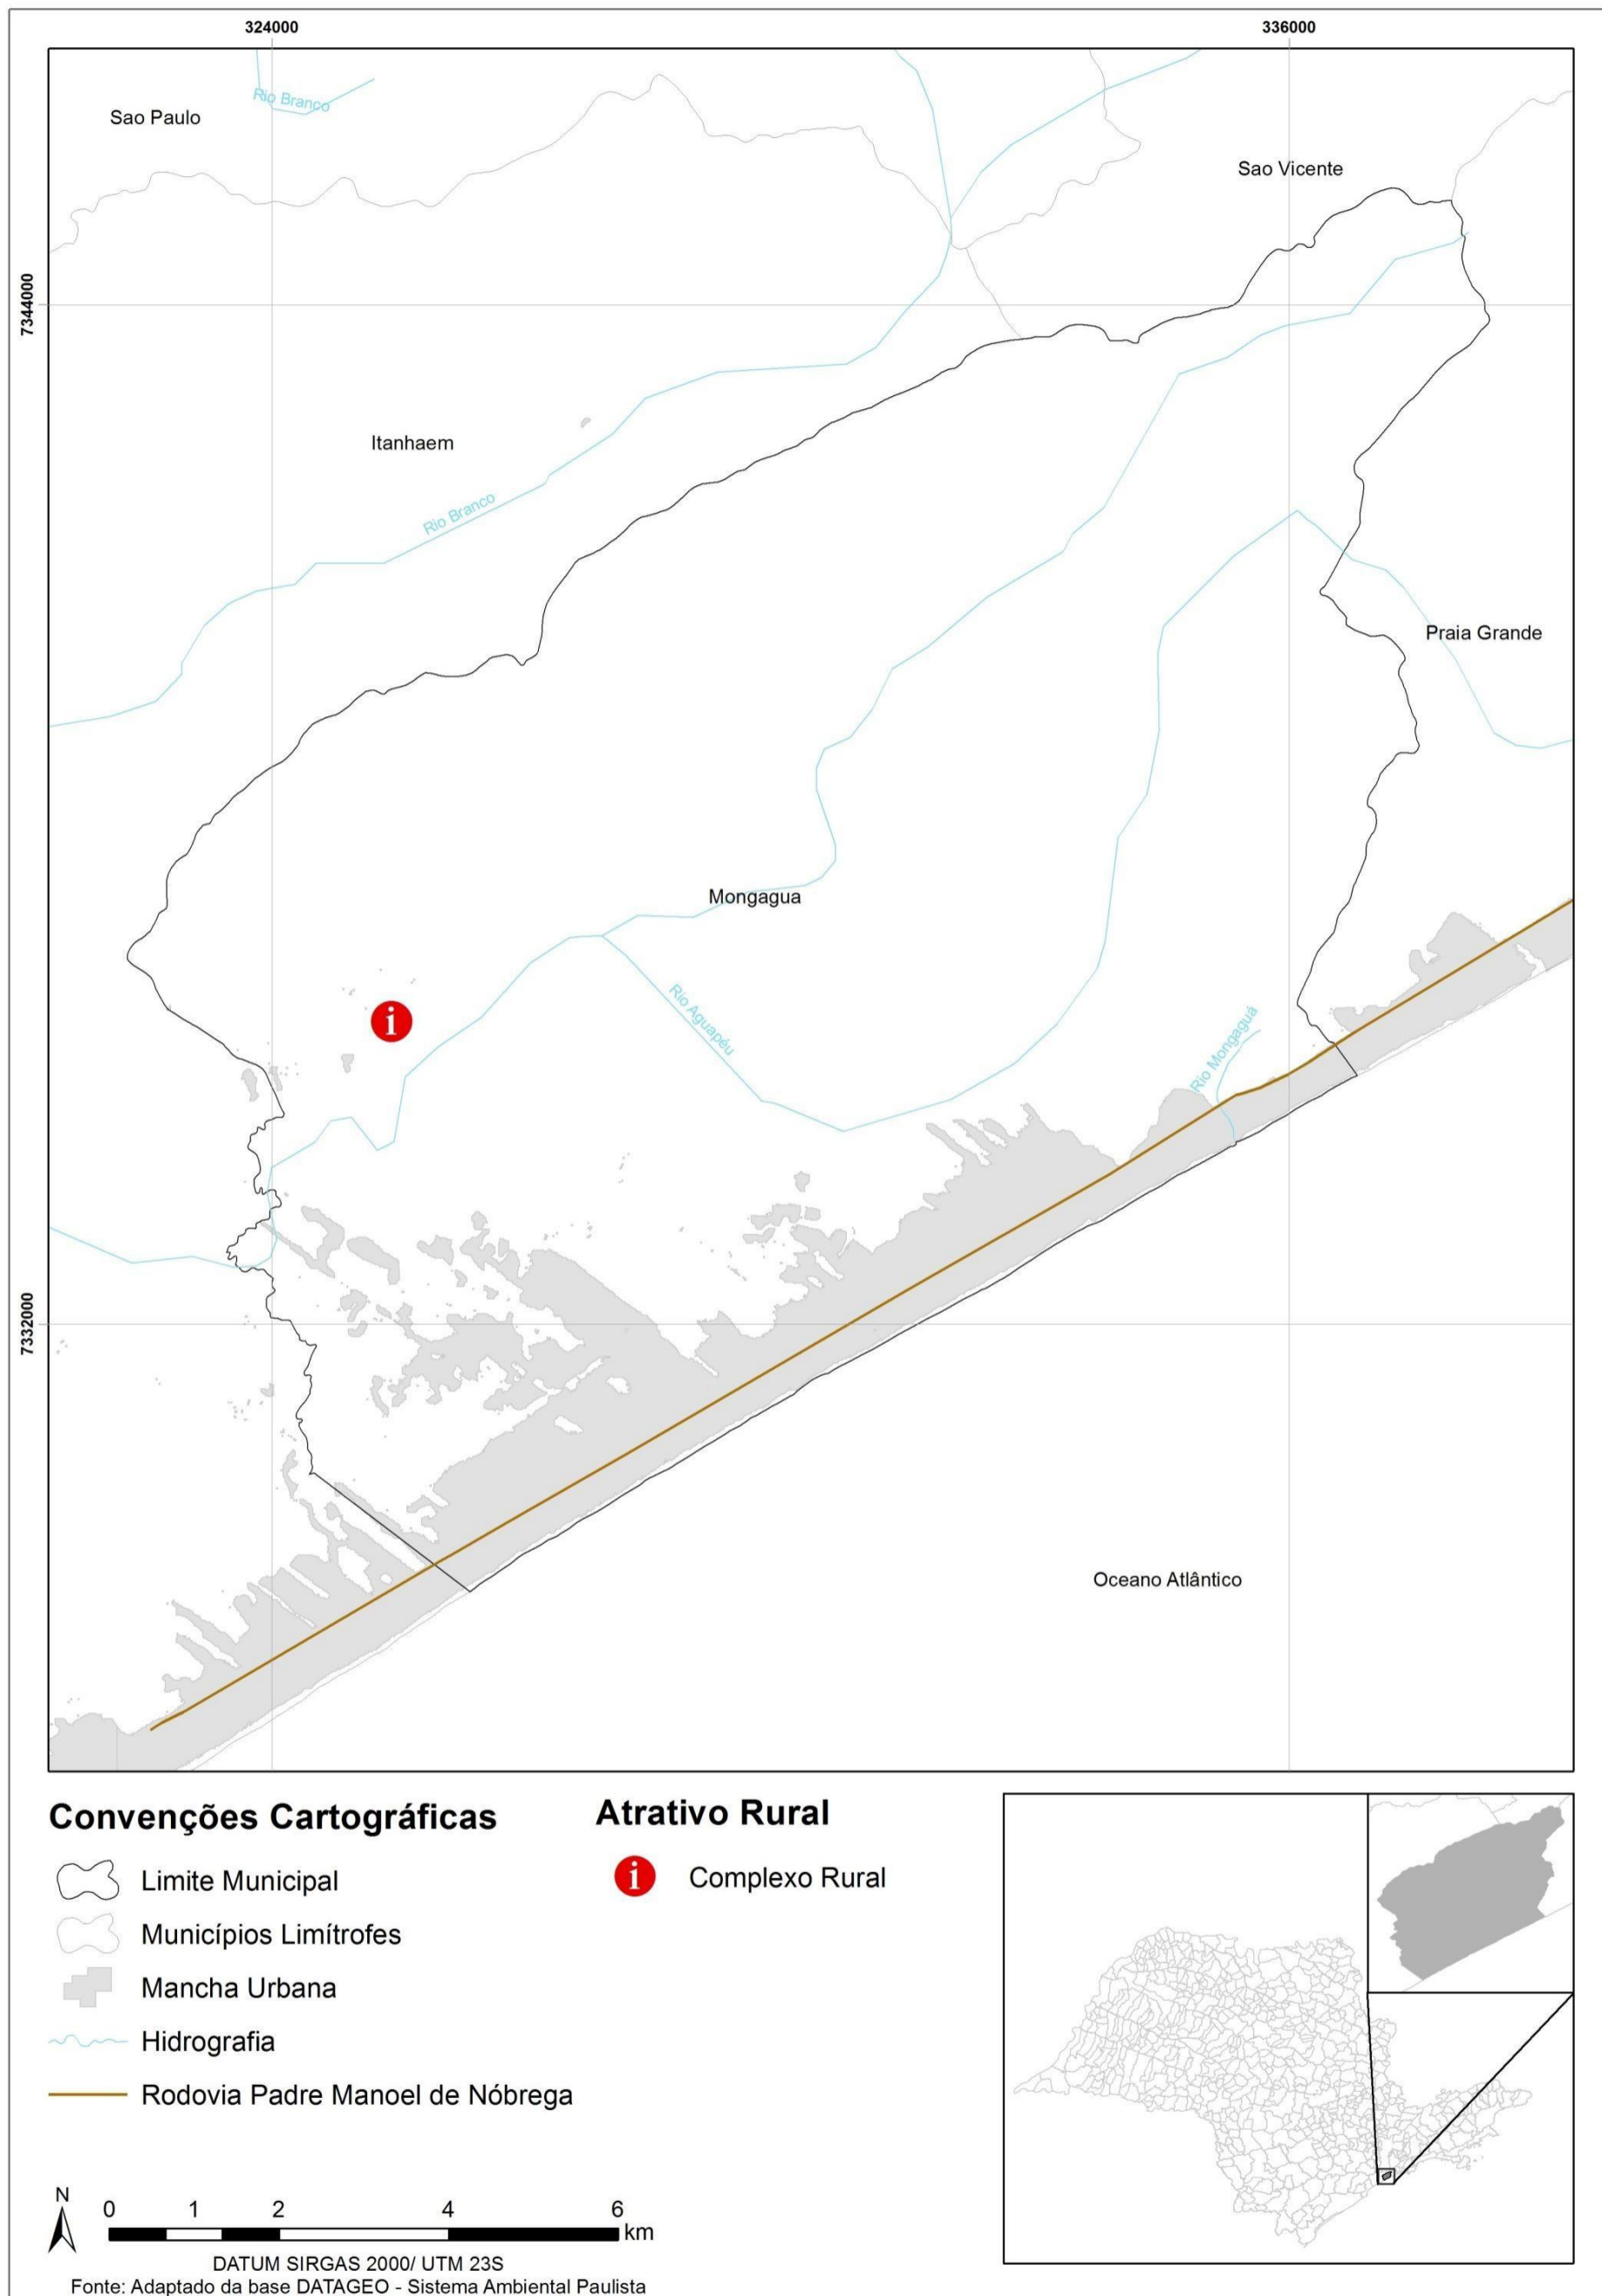 324000
336000
Rio Branco
Sao Paulo
Sao Vicente
7344000
Itanhaem
Rio Branco
Praia Grande
Mongagua
Rio Aguapéu
Rio Mongaguá
7332000
Oceano Atlântico
Convenções Cartográficas
Limite Municipal
Municípios Limítrofes
Mancha Urbana
Hidrografia
Rodovia Padre Manoel de Nóbrega
Atrativo Rural
i Complexo Rural
N
0 1 2 4 6
km
DATUM SIRGAS 2000/ UTM 23S
Fonte: Adaptado da base DATAGEO - Sistema Ambiental Paulista